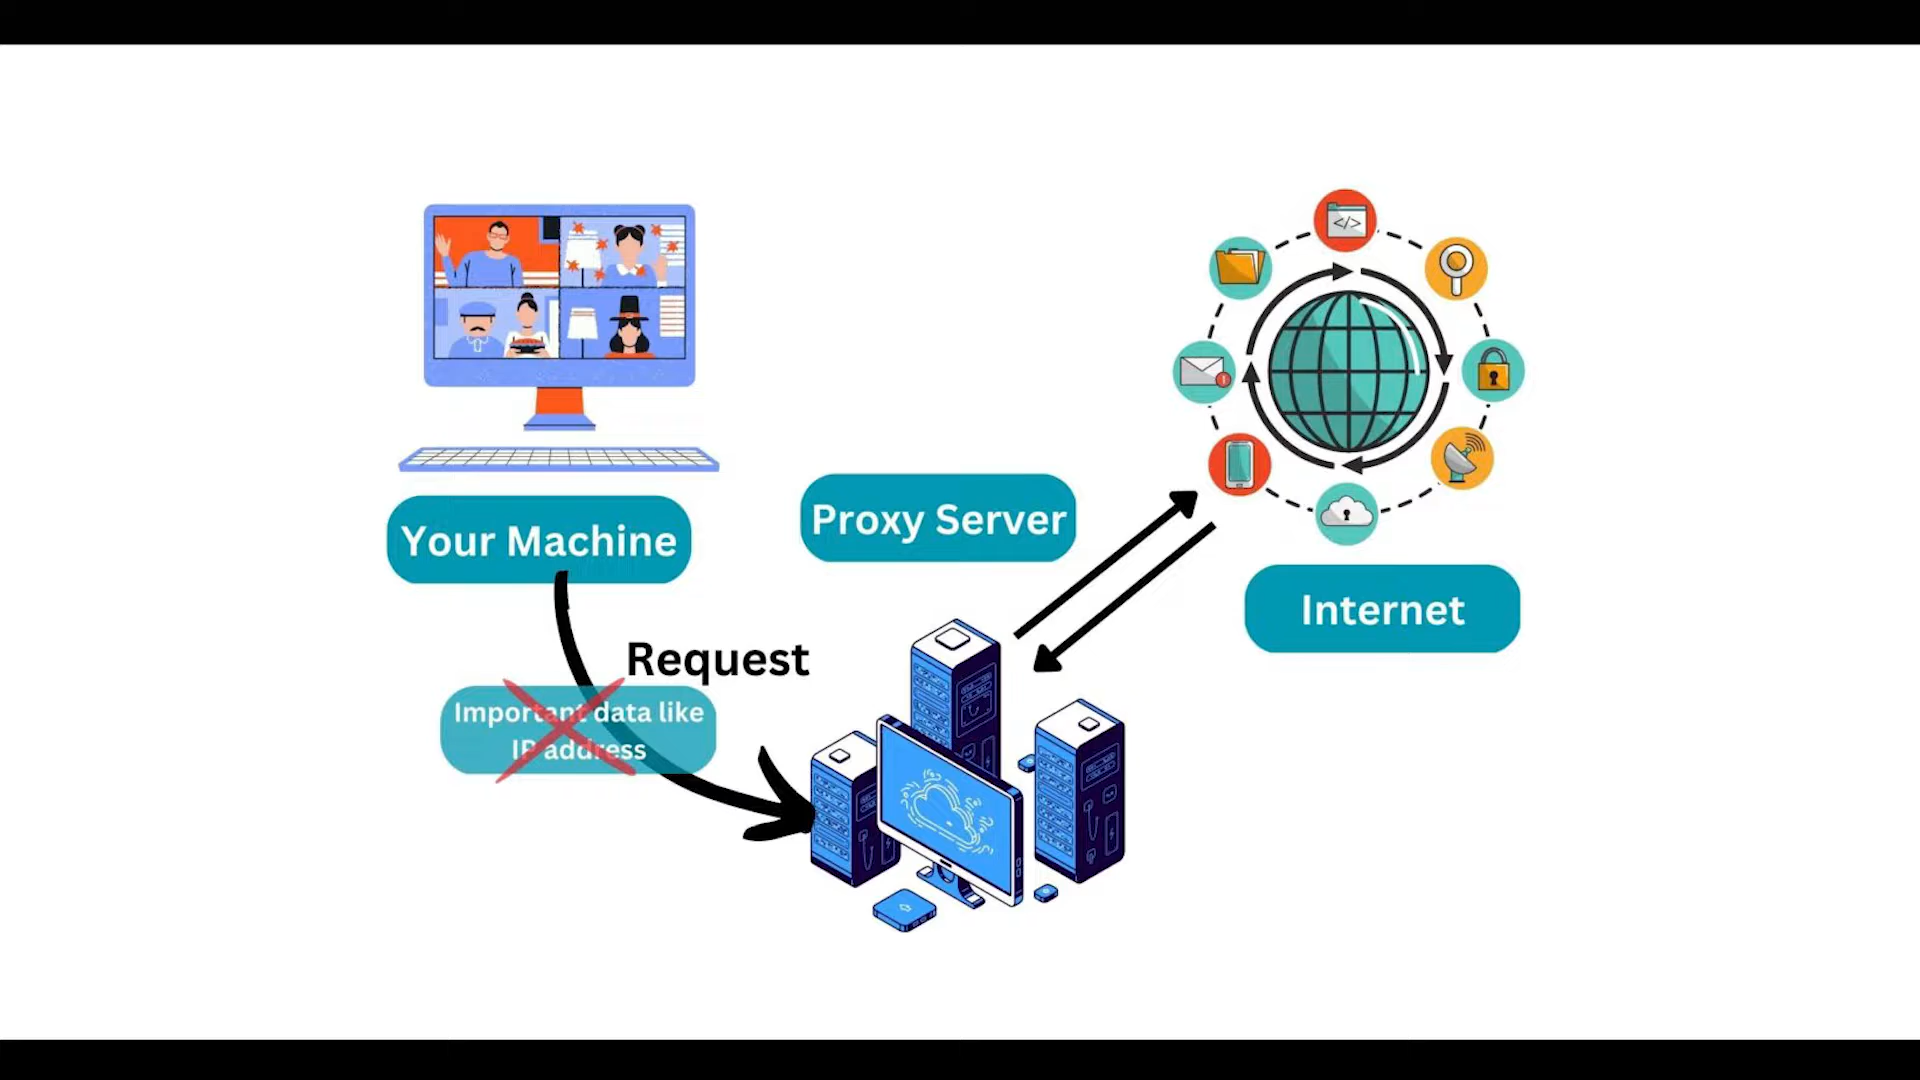 Your Machine
Proxy Server
Internet
Request
Important data like
IP address